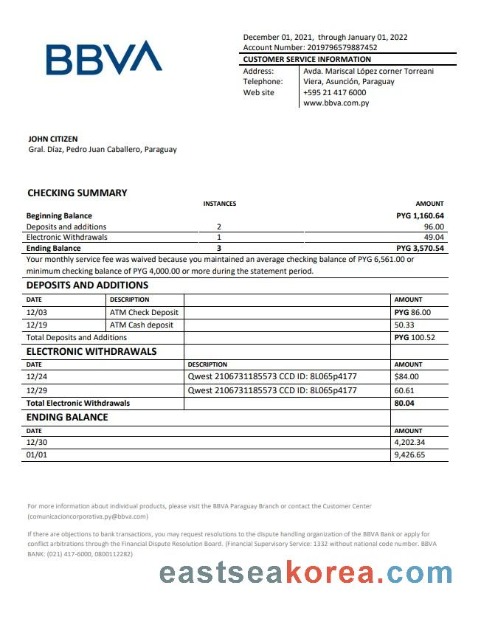 BBVA
December 01, 2021, through January 01, 2022
Account Number: 2019796579887452
CUSTOMER SERVICE INFORMATION
Address: Avda. Mariscal López corner Torreani
Telephone: Viera, Asunción, Paraguay
Web site +595 21 417 6000
www.bbva.com.py
JOHN CITIZEN
Gral. Díaz, Pedro Juan Caballero, Paraguay
CHECKING SUMMARY
INSTANCES AMOUNT
Beginning Balance PYG 1,160.64
Deposits and additions 2 96.00
Electronic Withdrawals 1 49.04
Ending Balance 3 PYG 3,570.54
Your monthly service fee was waived because you maintained an average checking balance of PYG 6,561.00 or
minimum checking balance of PYG 4,000.00 or more during the statement period.
DEPOSITS AND ADDITIONS
DATE DESCRIPTION AMOUNT
12/03 ATM Check Deposit PYG 86.00
12/19 ATM Cash deposit 50.33
Total Deposits and Additions PYG 100.52
ELECTRONIC WITHDRAWALS
DATE DESCRIPTION AMOUNT
12/24 Qwest 2106731185573 CCD ID: 8L065p4177 $84.00
12/29 Qwest 2106731185573 CCD ID: 8L065p4177 60.61
Total Electronic Withdrawals 80.04
ENDING BALANCE
DATE AMOUNT
12/30 4,202.34
01/01 9,426.65
For more information about individual products, please visit the BBVA Paraguay Branch or contact the Customer Center
(comunicacioncorporativa.py@bbva.com)
If there are objections to bank transactions, you may request resolutions to the dispute handling organization of the BBVA Bank or apply for
conflict arbitrations through the Financial Dispute Resolution Board. (Financial Supervisory Service: 1332 without national code number. BBVA
BANK: (021) 417-6000, 0800112282)
eastseakorea.com